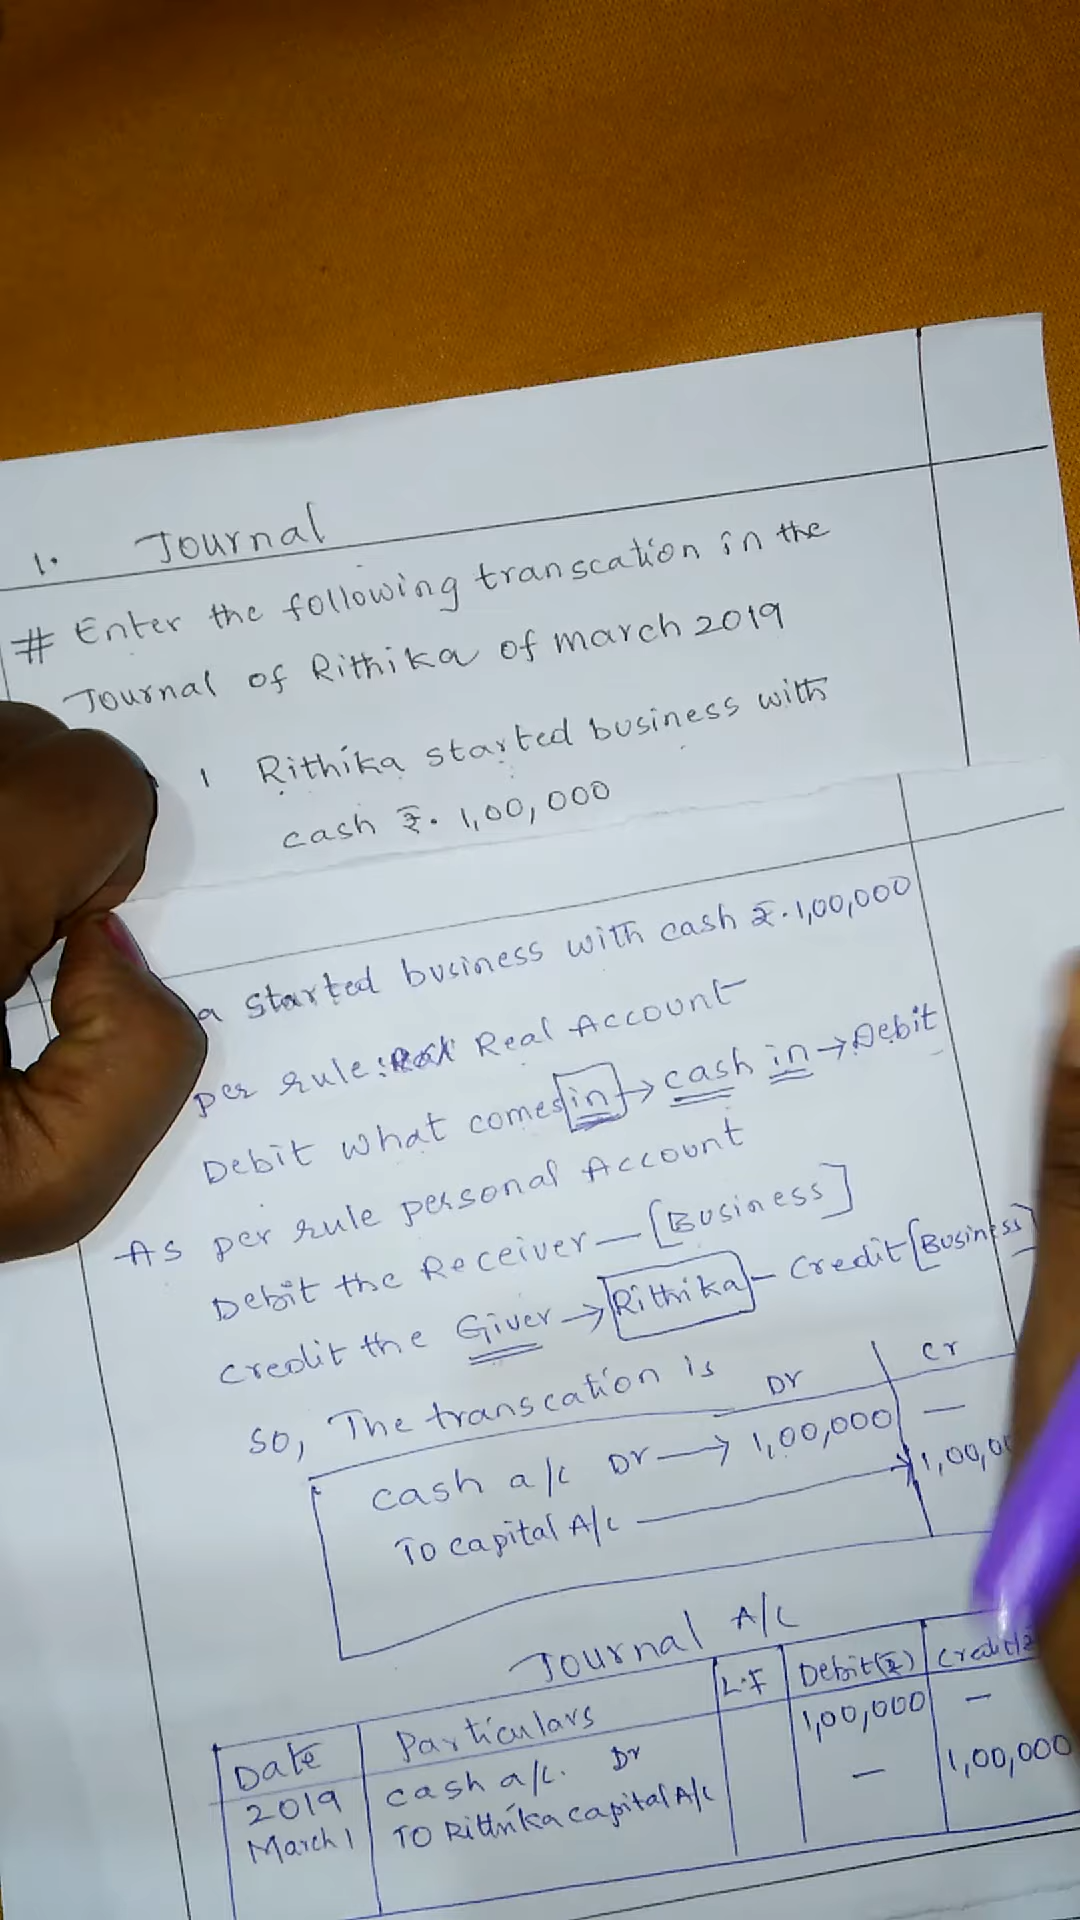 1. Journal
# Enter the following transcation in the
Journal of Rithika of march 2019
1 Rithika started business with
cash ₹. 1,00,000
a started business with cash ₹. 1,00,000
per rule: Real Account
Debit what comes in → cash in → Debit
As per rule personal Account
Debit the Receiver — [Business]
credit the Giver → Rithika — credit [Business]
So, The transcation is
Dr cr
cash a/c Dr → 1,00,000 —
To capital A/c → 1,00,00
Journal A/c
Date Particulars L.F Debit(₹) credit(₹
2019 cash a/c. Dr 1,00,000 —
March 1 TO Rithika capital A/c — 1,00,000